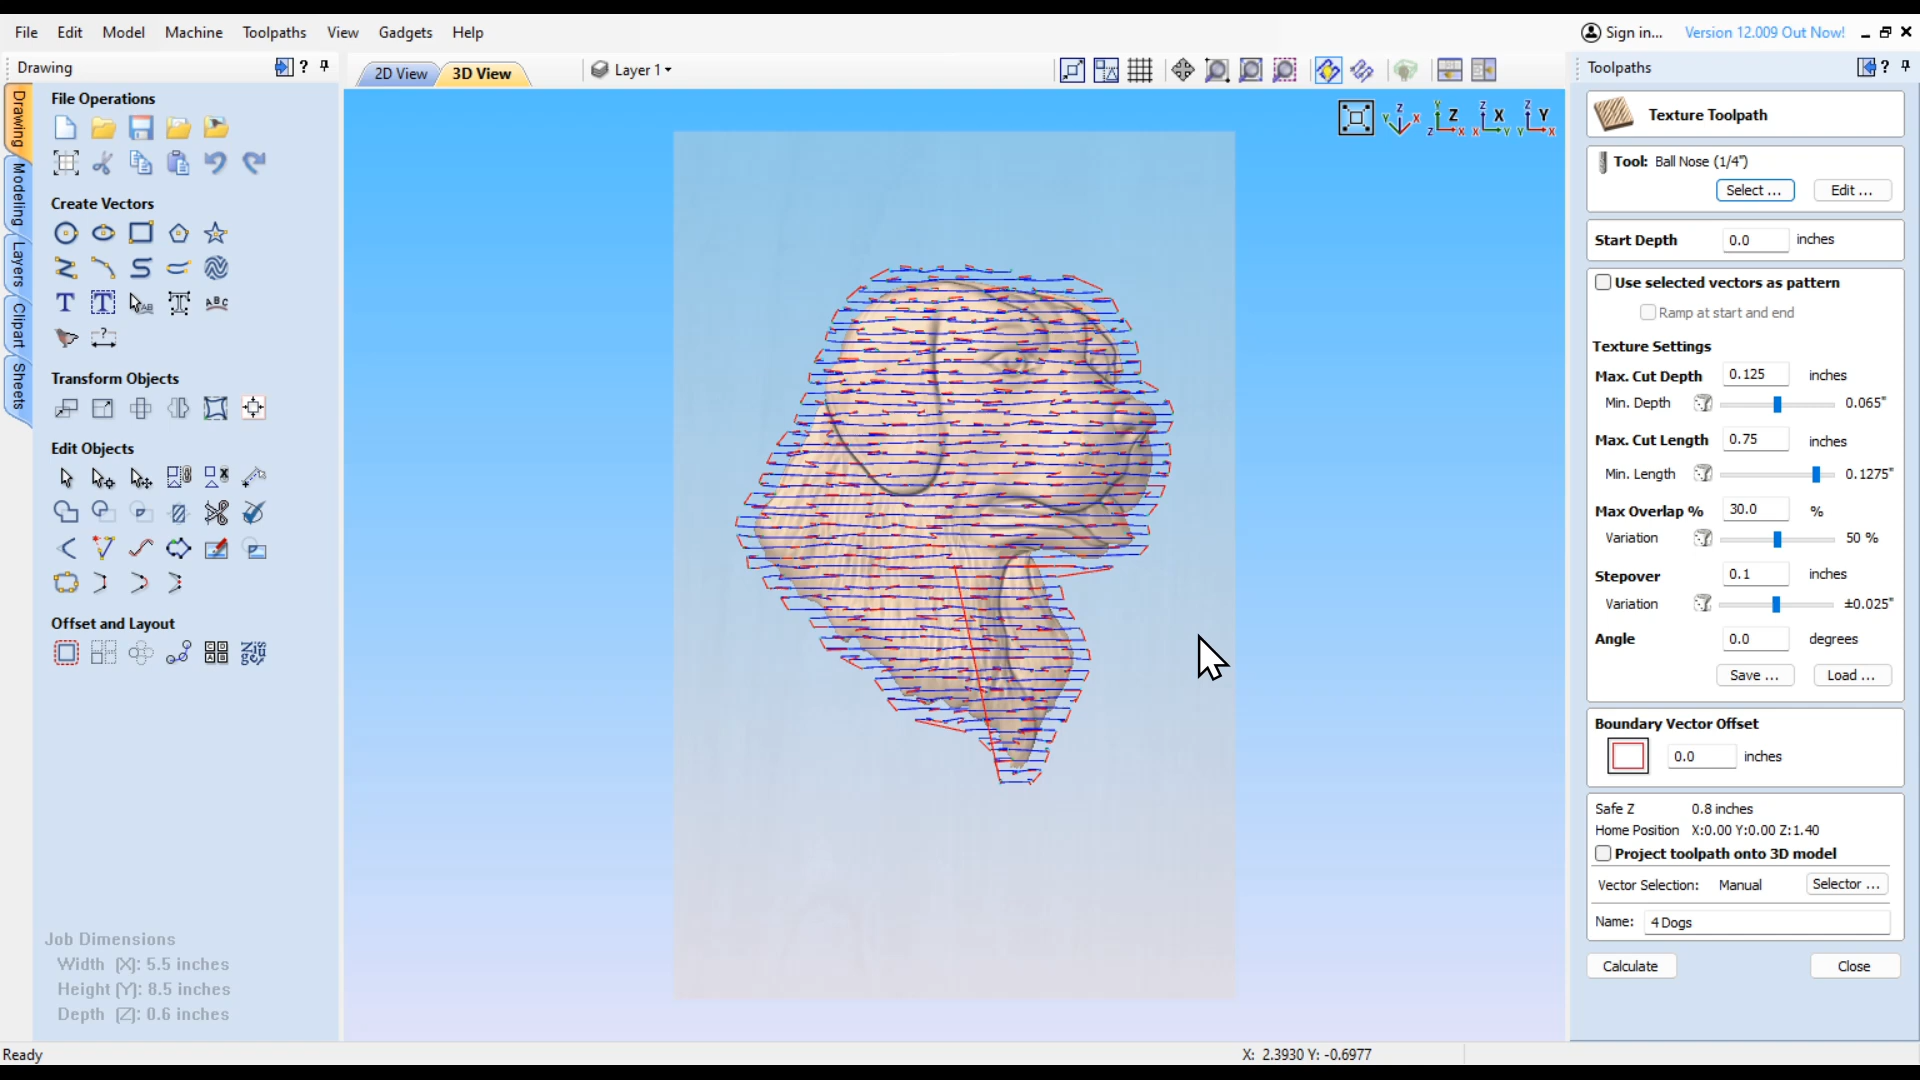 File Edit Model Machine Toolpaths View Gadgets Help
Sign in... Version 12.009 Out Now!
Drawing
?
2D View
3D View
Layer 1
Toolpaths
?
Drawing
Modeling
Layers
Clipart
Sheets
File Operations
Create Vectors
Transform Objects
Edit Objects
Offset and Layout
Job Dimensions
Width (X): 5.5 inches
Height (Y): 8.5 inches
Depth (Z): 0.6 inches
Texture Toolpath
Tool: Ball Nose (1/4")
Select ... Edit ...
Start Depth 0.0 inches
Use selected vectors as pattern
Ramp at start and end
Texture Settings
Max. Cut Depth 0.125 inches
Min. Depth 0.065"
Max. Cut Length 0.75 inches
Min. Length 0.1275"
Max Overlap % 30.0 %
Variation 50 %
Stepover 0.1 inches
Variation ±0.025"
Angle 0.0 degrees
Save ... Load ...
Boundary Vector Offset
0.0 inches
Safe Z 0.8 inches
Home Position X:0.00 Y:0.00 Z:1.40
Project toolpath onto 3D model
Vector Selection: Manual Selector ...
Name: 4 Dogs
Calculate Close
Ready
X: 2.3930 Y: -0.6977